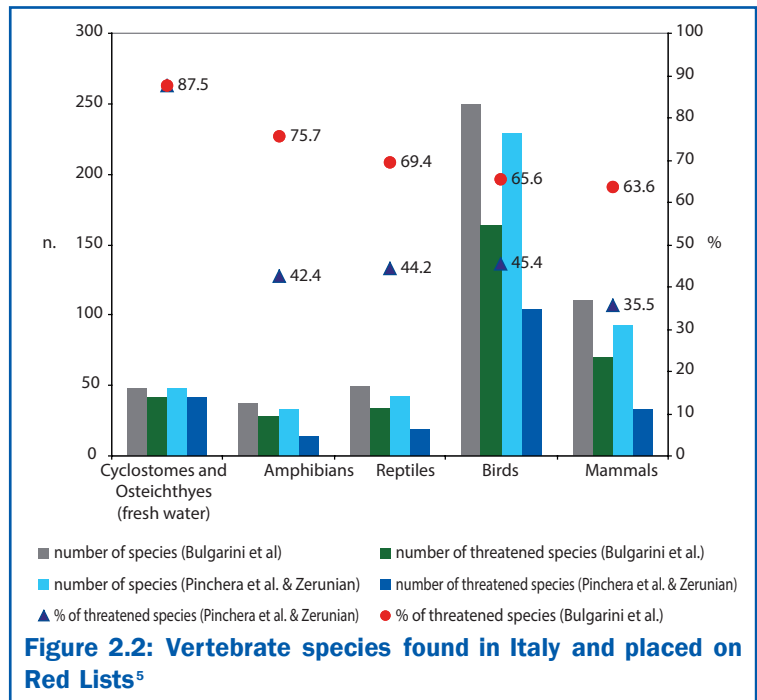 300
250
200
150
100
50
0
n.
100
90
80
70
60
50
40
30
20
10
0
%
87.5
75.7
69.4
65.6
63.6
42.4
44.2
45.4
35.5
Cyclostomes and
Osteichthyes
(fresh water)
Amphibians
Reptiles
Birds
Mammals
number of species (Bulgarini et al)
number of threatened species (Bulgarini et al.)
number of species (Pinchera et al. & Zerunian)
number of threatened species (Pinchera et al. & Zerunian)
% of threatened species (Pinchera et al. & Zerunian)
% of threatened species (Bulgarini et al.)
Figure 2.2: Vertebrate species found in Italy and placed on
Red Lists⁵